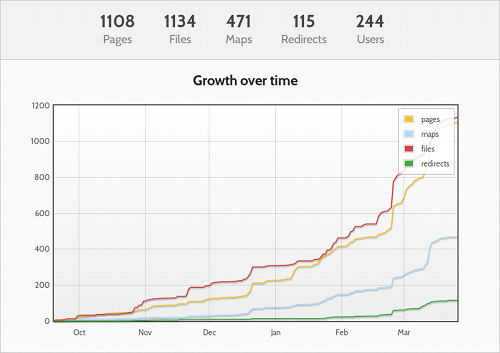 1108 1134 471 115 244
Pages Files Maps Redirects Users
Growth over time
1200
1000
800
600
400
200
0
pages
maps
files
redirects
Oct Nov Dec Jan Feb Mar